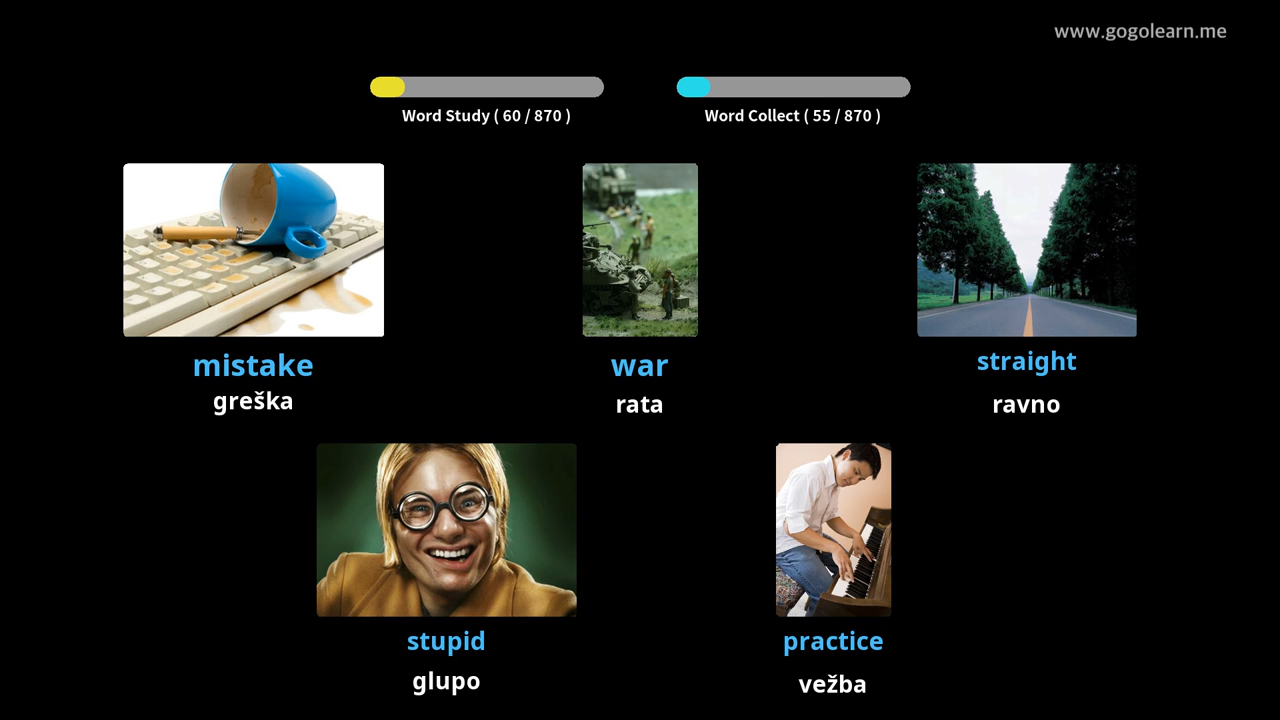 www.gogolearn.me
Word Study ( 60 / 870 )
Word Collect ( 55 / 870 )
mistake
greška
war
rata
straight
ravno
stupid
glupo
practice
vežba